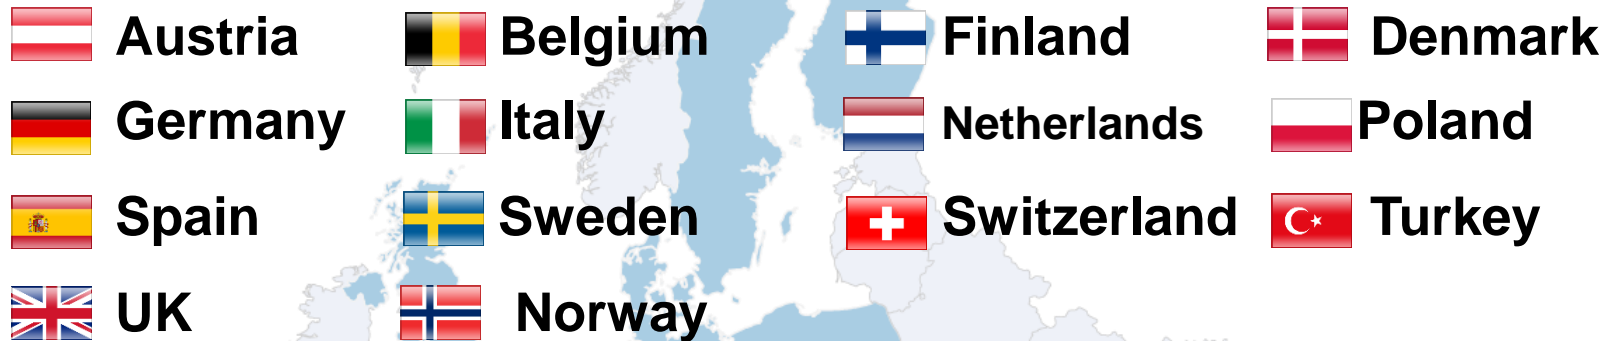 Austria Belgium Finland Denmark
Germany Italy Netherlands Poland
Spain Sweden Switzerland Turkey
UK Norway